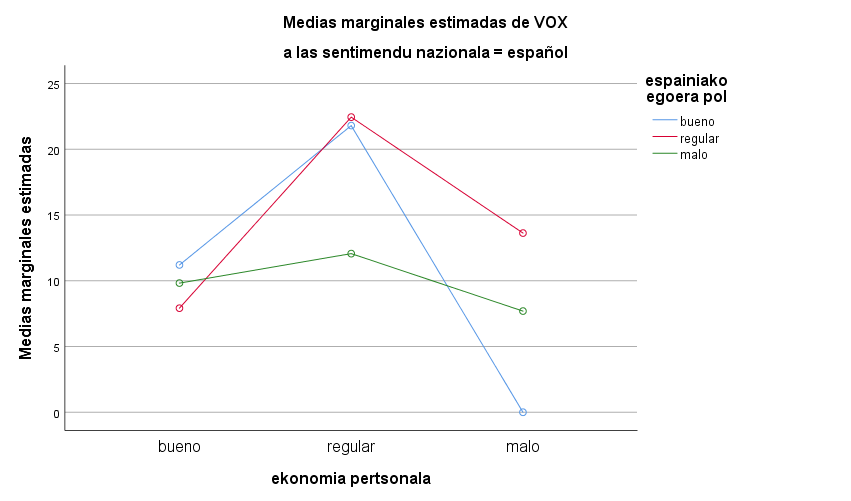 Medias marginales estimadas de VOX
a las sentimendu nazionala = español
Medias marginales estimadas
25
20
15
10
5
0
bueno
regular
malo
ekonomia pertsonala
espainiako
egoera pol
bueno
regular
malo